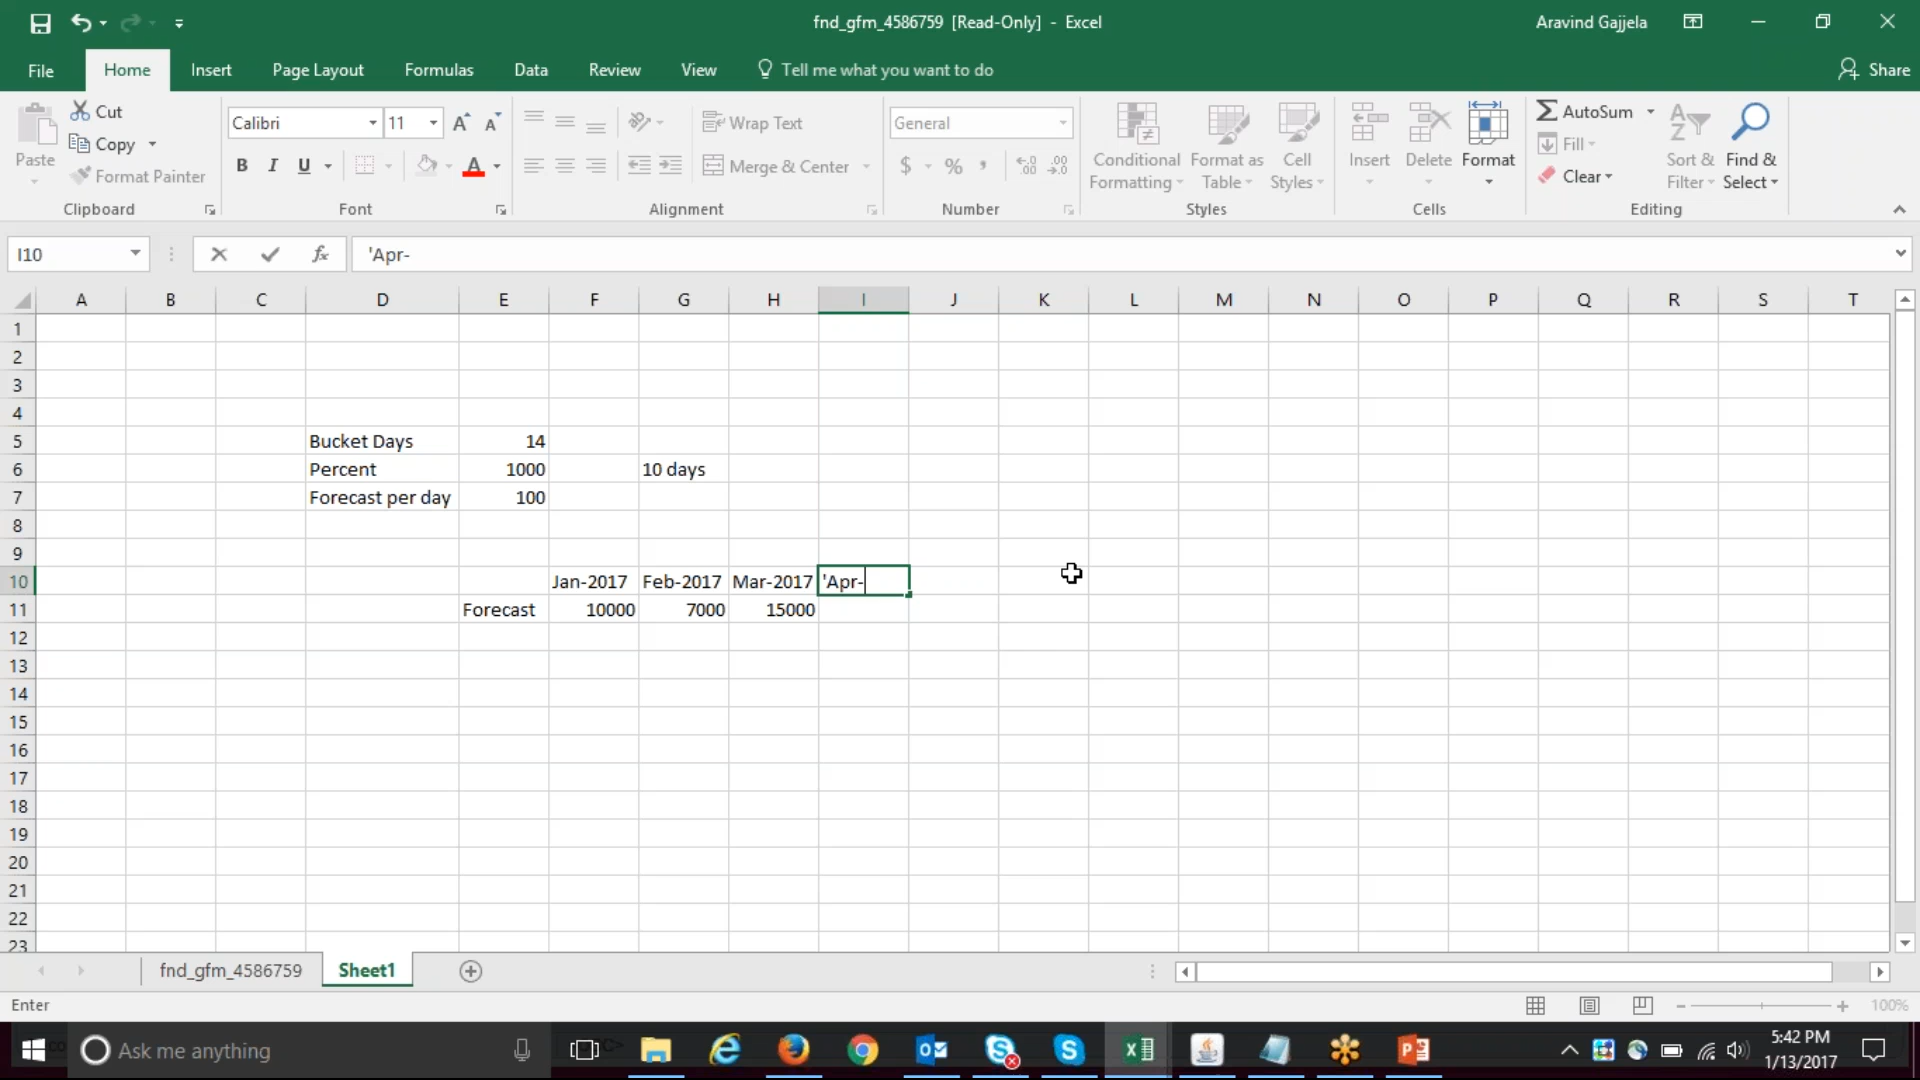 fnd_gfm_4586759 [Read-Only] - Excel
Aravind Gajjela
File Home Insert Page Layout Formulas Data Review View Tell me what you want to do Share
Paste
Cut
Copy
Format Painter
Clipboard
Calibri 11
A A
B I U A
Font
Wrap Text
Merge & Center
Alignment
General
$ % ,
Number
Conditional Formatting
Format as Table
Cell Styles
Styles
Insert Delete Format
Cells
AutoSum
Fill
Clear
Sort & Filter
Find & Select
Editing
I10 fx 'Apr-
A B C D E F G H I J K L M N O P Q R S T
1
2
3
4
5 Bucket Days 14
6 Percent 1000 10 days
7 Forecast per day 100
8
9
10 Jan-2017 Feb-2017 Mar-2017 'Apr-
11 Forecast 10000 7000 15000
12
13
14
15
16
17
18
19
20
21
22
23
fnd_gfm_4586759 Sheet1
Enter 100%
Ask me anything
5:42 PM
1/13/2017